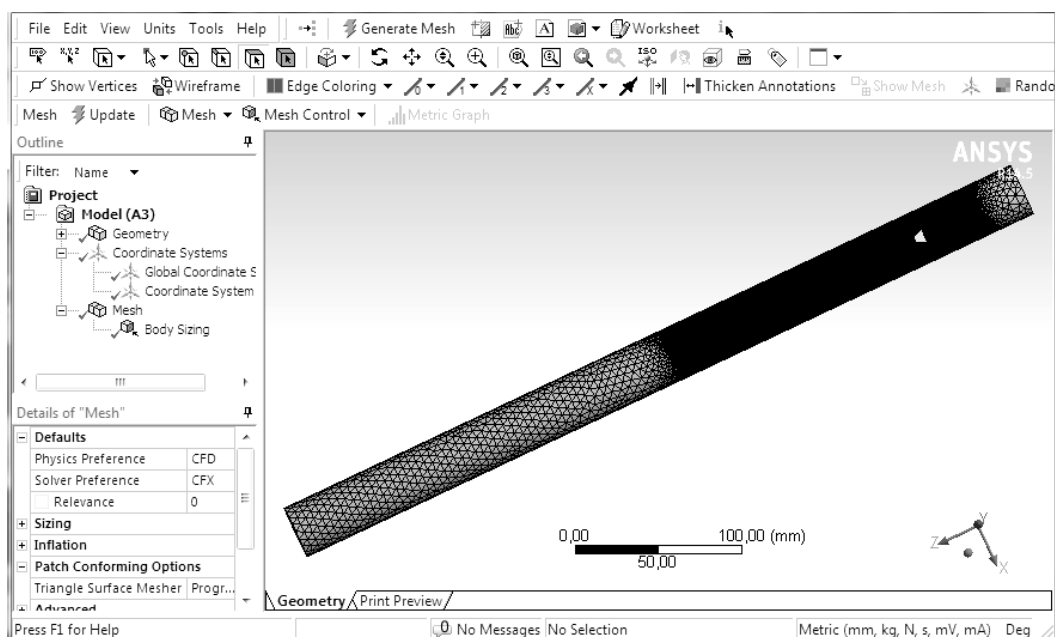 File Edit View Units Tools Help Generate Mesh Abc A Worksheet i
x,y,z ISO
Show Vertices Wireframe Edge Coloring Thicken Annotations Show Mesh Rando
Mesh Update Mesh Mesh Control Metric Graph
Outline
Filter: Name
Project
Model (A3)
Geometry
Coordinate Systems
Global Coordinate S
Coordinate System
Mesh
Body Sizing
Details of "Mesh"
Defaults
Physics Preference CFD
Solver Preference CFX
Relevance 0
Sizing
Inflation
Patch Conforming Options
Triangle Surface Mesher Progr...
Advanced
ANSYS
0,00 100,00 (mm)
50,00
Y
Z
X
Geometry Print Preview
Press F1 for Help 0 No Messages No Selection Metric (mm, kg, N, s, mV, mA) Deg